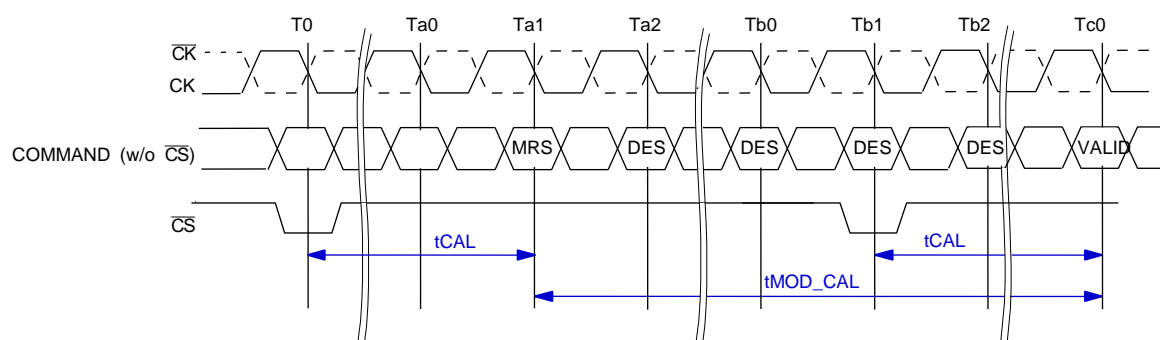 T0 Ta0 Ta1 Ta2 Tb0 Tb1 Tb2 Tc0
CK
CK
COMMAND (w/o CS) MRS DES DES DES DES VALID
CS
tCAL tCAL
tMOD_CAL